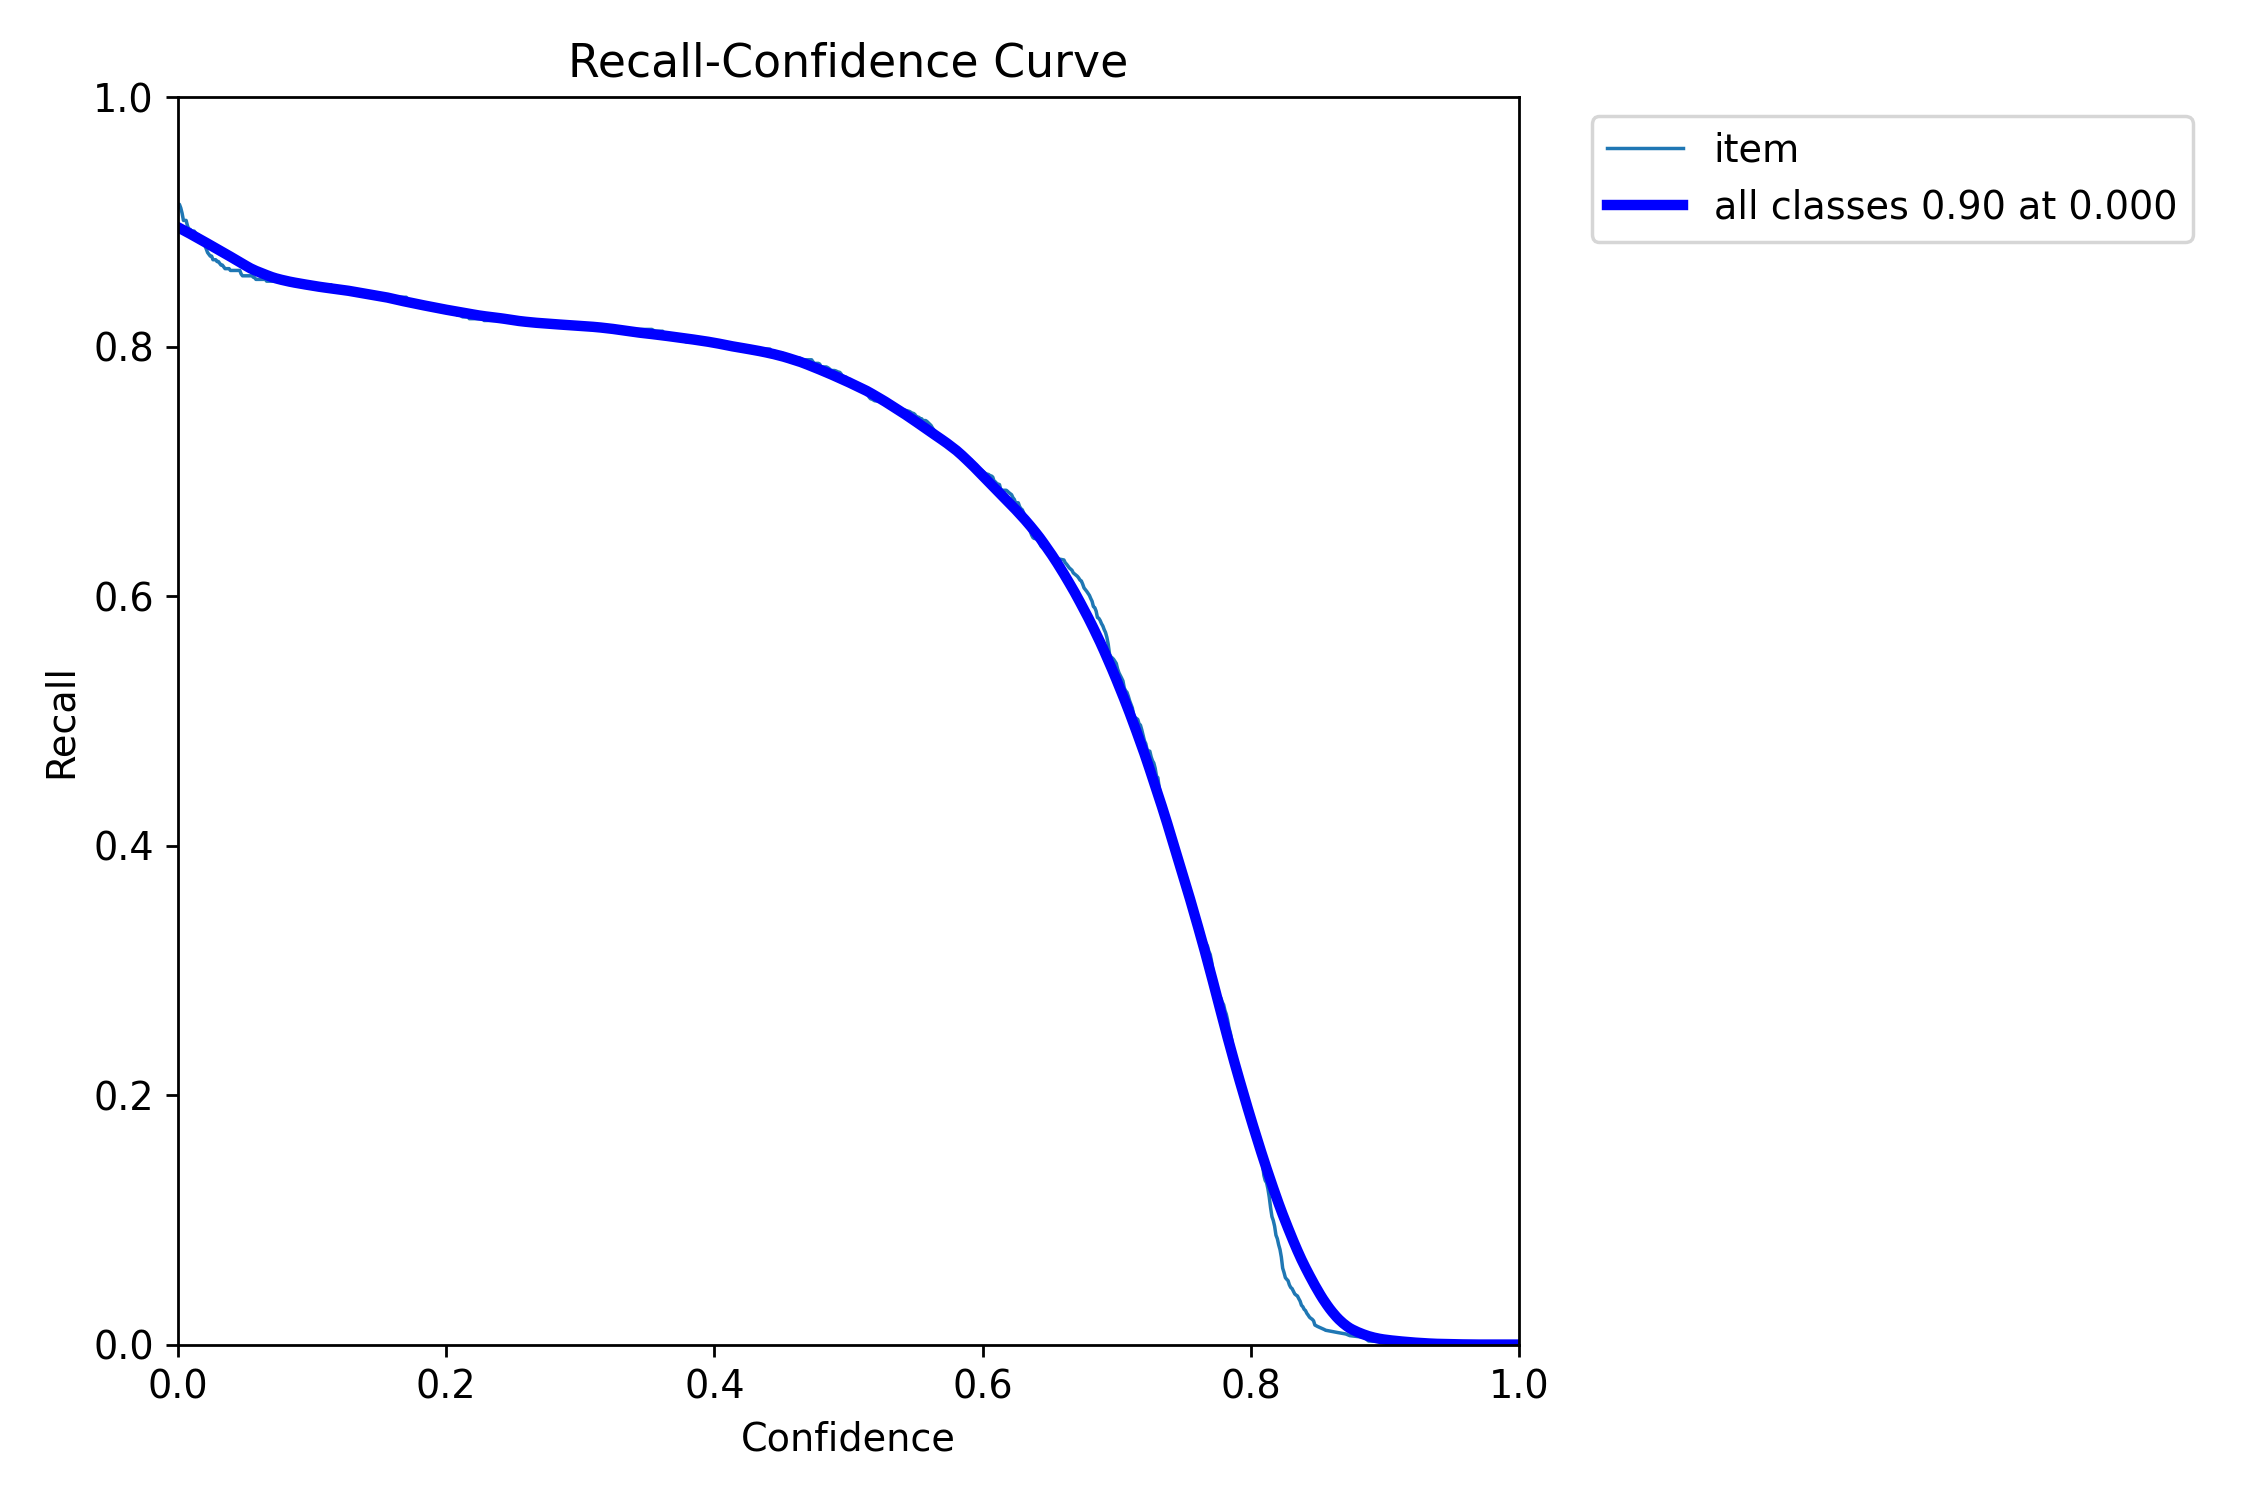 Recall-Confidence Curve
1.0
0.8
0.6
0.4
0.2
0.0
Recall
0.0 0.2 0.4 0.6 0.8 1.0
Confidence
item
all classes 0.90 at 0.000